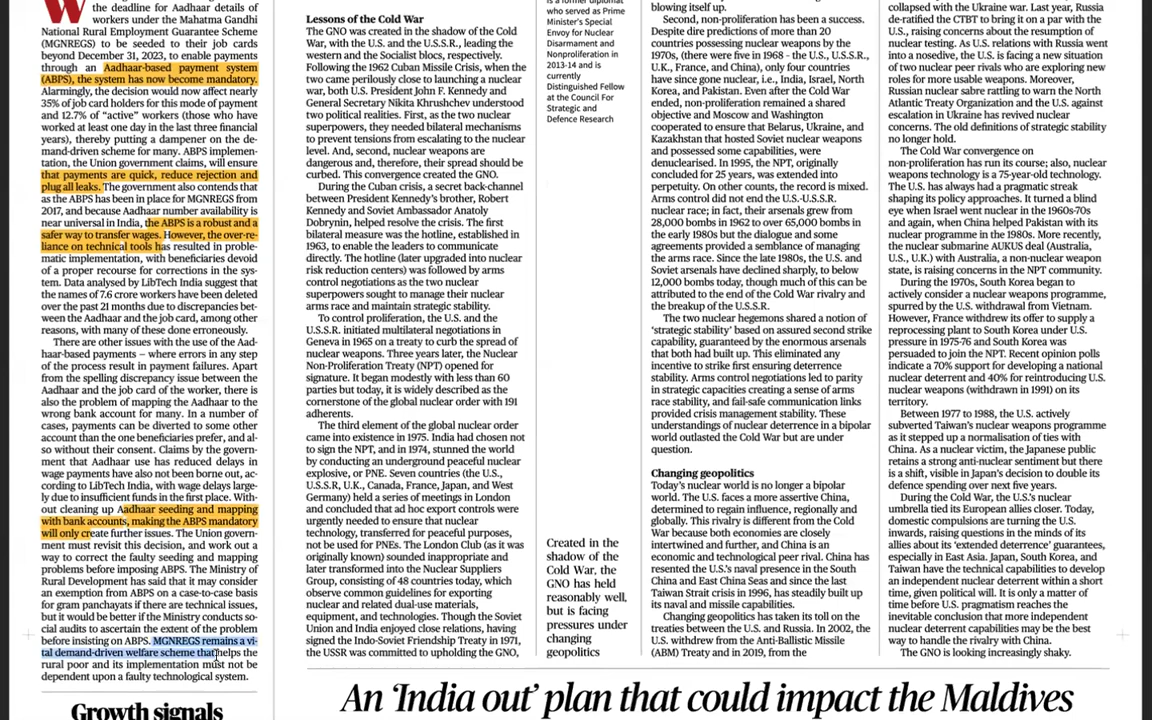 W
the deadline for Aadhaar details of
workers under the Mahatma Gandhi
National Rural Employment Guarantee Scheme
(MGNREGS) to be seeded to their job cards
beyond December 31, 2023, to enable payments
through an Aadhaar-based payment system
(ABPS), the system has now become mandatory.
Alarmingly, the decision would now affect nearly
35% of job card holders for this mode of payment
and 12.7% of “active” workers (those who have
worked at least one day in the last three financial
years), thereby putting a dampener on the de-
mand-driven scheme for many. ABPS implemen-
tation, the Union government claims, will ensure
that payments are quick, reduce rejection and
plug all leaks. The government also contends that
as the ABPS has been in place for MGNREGS from
2017, and because Aadhaar number availability is
near universal in India, the ABPS is a robust and a
safer way to transfer wages. However, the over-re-
liance on technical tools has resulted in proble-
matic implementation, with beneficiaries devoid
of a proper recourse for corrections in the sys-
tem. Data analysed by LibTech India suggest that
the names of 7.6 crore workers have been deleted
over the past 21 months due to discrepancies bet-
ween the Aadhaar and the job card, among other
reasons, with many of these done erroneously.
There are other issues with the use of the Aad-
haar-based payments – where errors in any step
of the process result in payment failures. Apart
from the spelling discrepancy issue between the
Aadhaar and the job card of the worker, there is
also the problem of mapping the Aadhaar to the
wrong bank account for many. In a number of
cases, payments can be diverted to some other
account than the one beneficiaries prefer, and al-
so without their consent. Claims by the govern-
ment that Aadhaar use has reduced delays in
wage payments have also not been borne out, ac-
cording to LibTech India, with wage delays large-
ly due to insufficient funds in the first place. With-
out cleaning up Aadhaar seeding and mapping
with bank accounts, making the ABPS mandatory
will only create further issues. The Union govern-
ment must revisit this decision, and work out a
way to correct the faulty seeding and mapping
problems before imposing ABPS. The Ministry of
Rural Development has said that it may consider
an exemption from ABPS on a case-to-case basis
for gram panchayats if there are technical issues,
but it would be better if the Ministry conducts so-
cial audits to ascertain the extent of the problem
before insisting on ABPS. MGNREGS remains a vi-
tal demand-driven welfare scheme that helps the
rural poor and its implementation must not be
dependent upon a faulty technological system.
Growth signals
Lessons of the Cold War
The GNO was created in the shadow of the Cold
War, with the U.S. and the U.S.S.R., leading the
western and the Socialist blocs, respectively.
Following the 1962 Cuban Missile Crisis, when the
two came perilously close to launching a nuclear
war, both U.S. President John F. Kennedy and
General Secretary Nikita Khrushchev understood
two political realities. First, as the two nuclear
superpowers, they needed bilateral mechanisms
to prevent tensions from escalating to the nuclear
level. And, second, nuclear weapons are
dangerous and, therefore, their spread should be
curbed. This convergence created the GNO.
During the Cuban crisis, a secret back-channel
between President Kennedy’s brother, Robert
Kennedy and Soviet Ambassador Anatoly
Dobrynin, helped resolve the crisis. The first
bilateral measure was the hotline, established in
1963, to enable the leaders to communicate
directly. The hotline (later upgraded into nuclear
risk reduction centers) was followed by arms
control negotiations as the two nuclear
superpowers sought to manage their nuclear
arms race and maintain strategic stability.
To control proliferation, the U.S. and the
U.S.S.R. initiated multilateral negotiations in
Geneva in 1965 on a treaty to curb the spread of
nuclear weapons. Three years later, the Nuclear
Non-Proliferation Treaty (NPT) opened for
signature. It began modestly with less than 60
parties but today, it is widely described as the
cornerstone of the global nuclear order with 191
adherents.
The third element of the global nuclear order
came into existence in 1975. India had chosen not
to sign the NPT, and in 1974, stunned the world
by conducting an underground peaceful nuclear
explosive, or PNE. Seven countries (the U.S.,
U.S.S.R, U.K., Canada, France, Japan, and West
Germany) held a series of meetings in London
and concluded that ad hoc export controls were
urgently needed to ensure that nuclear
technology, transferred for peaceful purposes,
not be used for PNEs. The London Club (as it was
originally known) sounded inappropriate and
later transformed into the Nuclear Suppliers
Group, consisting of 48 countries today, which
observe common guidelines for exporting
nuclear and related dual-use materials,
equipment, and technologies. Though the Soviet
Union and India enjoyed close relations, having
signed the Indo-Soviet Friendship Treaty in 1971,
the USSR was committed to upholding the GNO,
is a former diplomat
who served as Prime
Minister’s Special
Envoy for Nuclear
Disarmament and
Nonproliferation in
2013-14 and is
currently
Distinguished Fellow
at the Council For
Strategic and
Defence Research
Created in the
shadow of the
Cold War, the
GNO has held
reasonably well,
but is facing
pressures under
changing
geopolitics
blowing itself up.
Second, non-proliferation has been a success.
Despite dire predictions of more than 20
countries possessing nuclear weapons by the
1970s, (there were five in 1968 - the U.S., U.S.S.R.,
U.K., France, and China), only four countries
have since gone nuclear, i.e., India, Israel, North
Korea, and Pakistan. Even after the Cold War
ended, non-proliferation remained a shared
objective and Moscow and Washington
cooperated to ensure that Belarus, Ukraine, and
Kazakhstan that hosted Soviet nuclear weapons
and possessed some capabilities, were
denuclearised. In 1995, the NPT, originally
concluded for 25 years, was extended into
perpetuity. On other counts, the record is mixed.
Arms control did not end the U.S.-U.S.S.R.
nuclear race; in fact, their arsenals grew from
28,000 bombs in 1962 to over 65,000 bombs in
the early 1980s but the dialogue and some
agreements provided a semblance of managing
the arms race. Since the late 1980s, the U.S. and
Soviet arsenals have declined sharply, to below
12,000 bombs today, though much of this can be
attributed to the end of the Cold War rivalry and
the breakup of the U.S.S.R.
The two nuclear hegemons shared a notion of
‘strategic stability’ based on assured second strike
capability, guaranteed by the enormous arsenals
that both had built up. This eliminated any
incentive to strike first ensuring deterrence
stability. Arms control negotiations led to parity
in strategic capacities creating a sense of arms
race stability, and fail-safe communication links
provided crisis management stability. These
understandings of nuclear deterrence in a bipolar
world outlasted the Cold War but are under
question.
Changing geopolitics
Today’s nuclear world is no longer a bipolar
world. The U.S. faces a more assertive China,
determined to regain influence, regionally and
globally. This rivalry is different from the Cold
War because both economies are closely
intertwined and further, and China is an
economic and technological peer rival. China has
resented the U.S.’s naval presence in the South
China and East China Seas and since the last
Taiwan Strait crisis in 1996, has steadily built up
its naval and missile capabilities.
Changing geopolitics has taken its toll on the
treaties between the U.S. and Russia. In 2002, the
U.S. withdrew from the Anti-Ballistic Missile
(ABM) Treaty and in 2019, from the
collapsed with the Ukraine war. Last year, Russia
de-ratified the CTBT to bring it on a par with the
U.S., raising concerns about the resumption of
nuclear testing. As U.S. relations with Russia went
into a nosedive, the U.S. is facing a new situation
of two nuclear peer rivals who are exploring new
roles for more usable weapons. Moreover,
Russian nuclear sabre rattling to warn the North
Atlantic Treaty Organization and the U.S. against
escalation in Ukraine has revived nuclear
concerns. The old definitions of strategic stability
no longer hold.
The Cold War convergence on
non-proliferation has run its course; also, nuclear
weapons technology is a 75-year-old technology.
The U.S. has always had a pragmatic streak
shaping its policy approaches. It turned a blind
eye when Israel went nuclear in the 1960s-70s
and again, when China helped Pakistan with its
nuclear programme in the 1980s. More recently,
the nuclear submarine AUKUS deal (Australia,
U.S., U.K.) with Australia, a non-nuclear weapon
state, is raising concerns in the NPT community.
During the 1970s, South Korea began to
actively consider a nuclear weapons programme,
spurred by the U.S. withdrawal from Vietnam.
However, France withdrew its offer to supply a
reprocessing plant to South Korea under U.S.
pressure in 1975-76 and South Korea was
persuaded to join the NPT. Recent opinion polls
indicate a 70% support for developing a national
nuclear deterrent and 40% for reintroducing U.S.
nuclear weapons (withdrawn in 1991) on its
territory.
Between 1977 to 1988, the U.S. actively
subverted Taiwan’s nuclear weapons programme
as it stepped up a normalisation of ties with
China. As a nuclear victim, the Japanese public
retains a strong anti-nuclear sentiment but there
is a shift, visible in Japan’s decision to double its
defence spending over next five years.
During the Cold War, the U.S.’s nuclear
umbrella tied its European allies closer. Today,
domestic compulsions are turning the U.S.
inwards, raising questions in the minds of its
allies about its ‘extended deterrence’ guarantees,
especially in East Asia. Japan, South Korea, and
Taiwan have the technical capabilities to develop
an independent nuclear deterrent within a short
time, given political will. It is only a matter of
time before U.S. pragmatism reaches the
inevitable conclusion that more independent
nuclear deterrent capabilities may be the best
way to handle the rivalry with China.
The GNO is looking increasingly shaky.
An ‘India out’ plan that could impact the Maldives